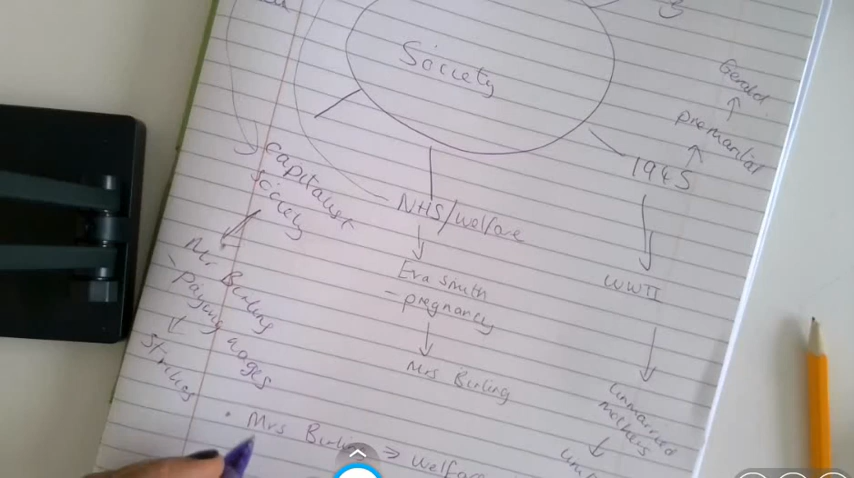 Society
Gerald
premarital
1945
Capitalist
society
NHS/welfare
Mr Birling
paying wages
Strikes
Eva Smith
- pregnancy
Mrs Birling
WWII
Unmarried
mothers
• Mrs Birling ⇒ welfare